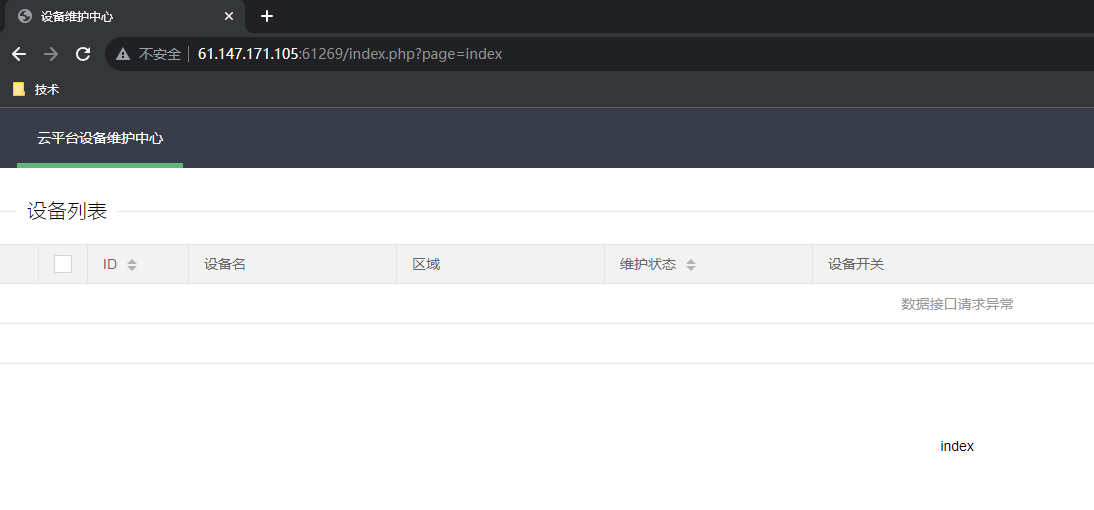 设备维护中心
不安全 61.147.171.105:61269/index.php?page=index
技术
云平台设备维护中心
设备列表
ID 设备名 区域 维护状态 设备开关
数据接口请求异常
index